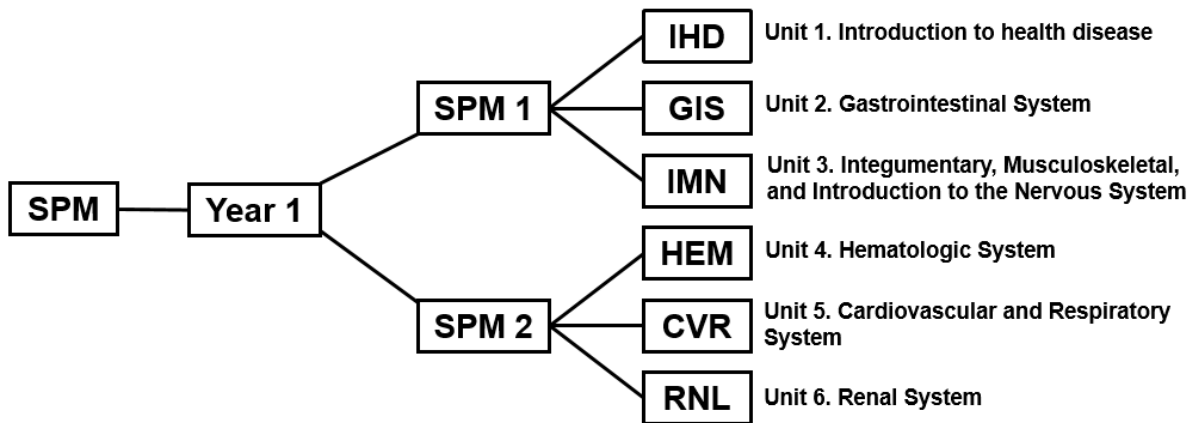 SPM
Year 1
SPM 1
IHD
Unit 1. Introduction to health disease
GIS
Unit 2. Gastrointestinal System
IMN
Unit 3. Integumentary, Musculoskeletal,
and Introduction to the Nervous System
SPM 2
HEM
Unit 4. Hematologic System
CVR
Unit 5. Cardiovascular and Respiratory
System
RNL
Unit 6. Renal System